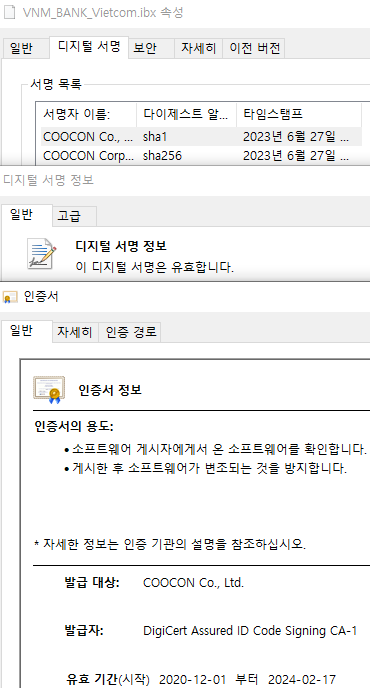 VNM_BANK_Vietcom.ibx 속성
일반 디지털 서명 보안 자세히 이전 버전
서명 목록
서명자 이름: 다이제스트 알... 타임스탬프
COOCON Co., ... sha1 2023년 6월 27일 ...
COOCON Corp... sha256 2023년 6월 27일 ...
디지털 서명 정보
일반 고급
디지털 서명 정보
이 디지털 서명은 유효합니다.
인증서
일반 자세히 인증 경로
인증서 정보
인증서의 용도:
• 소프트웨어 게시자에게서 온 소프트웨어를 확인합니다.
• 게시한 후 소프트웨어가 변조되는 것을 방지합니다.
* 자세한 정보는 인증 기관의 설명을 참조하십시오.
발급 대상: COOCON Co., Ltd.
발급자: DigiCert Assured ID Code Signing CA-1
유효 기간(시작) 2020-12-01 부터 2024-02-17